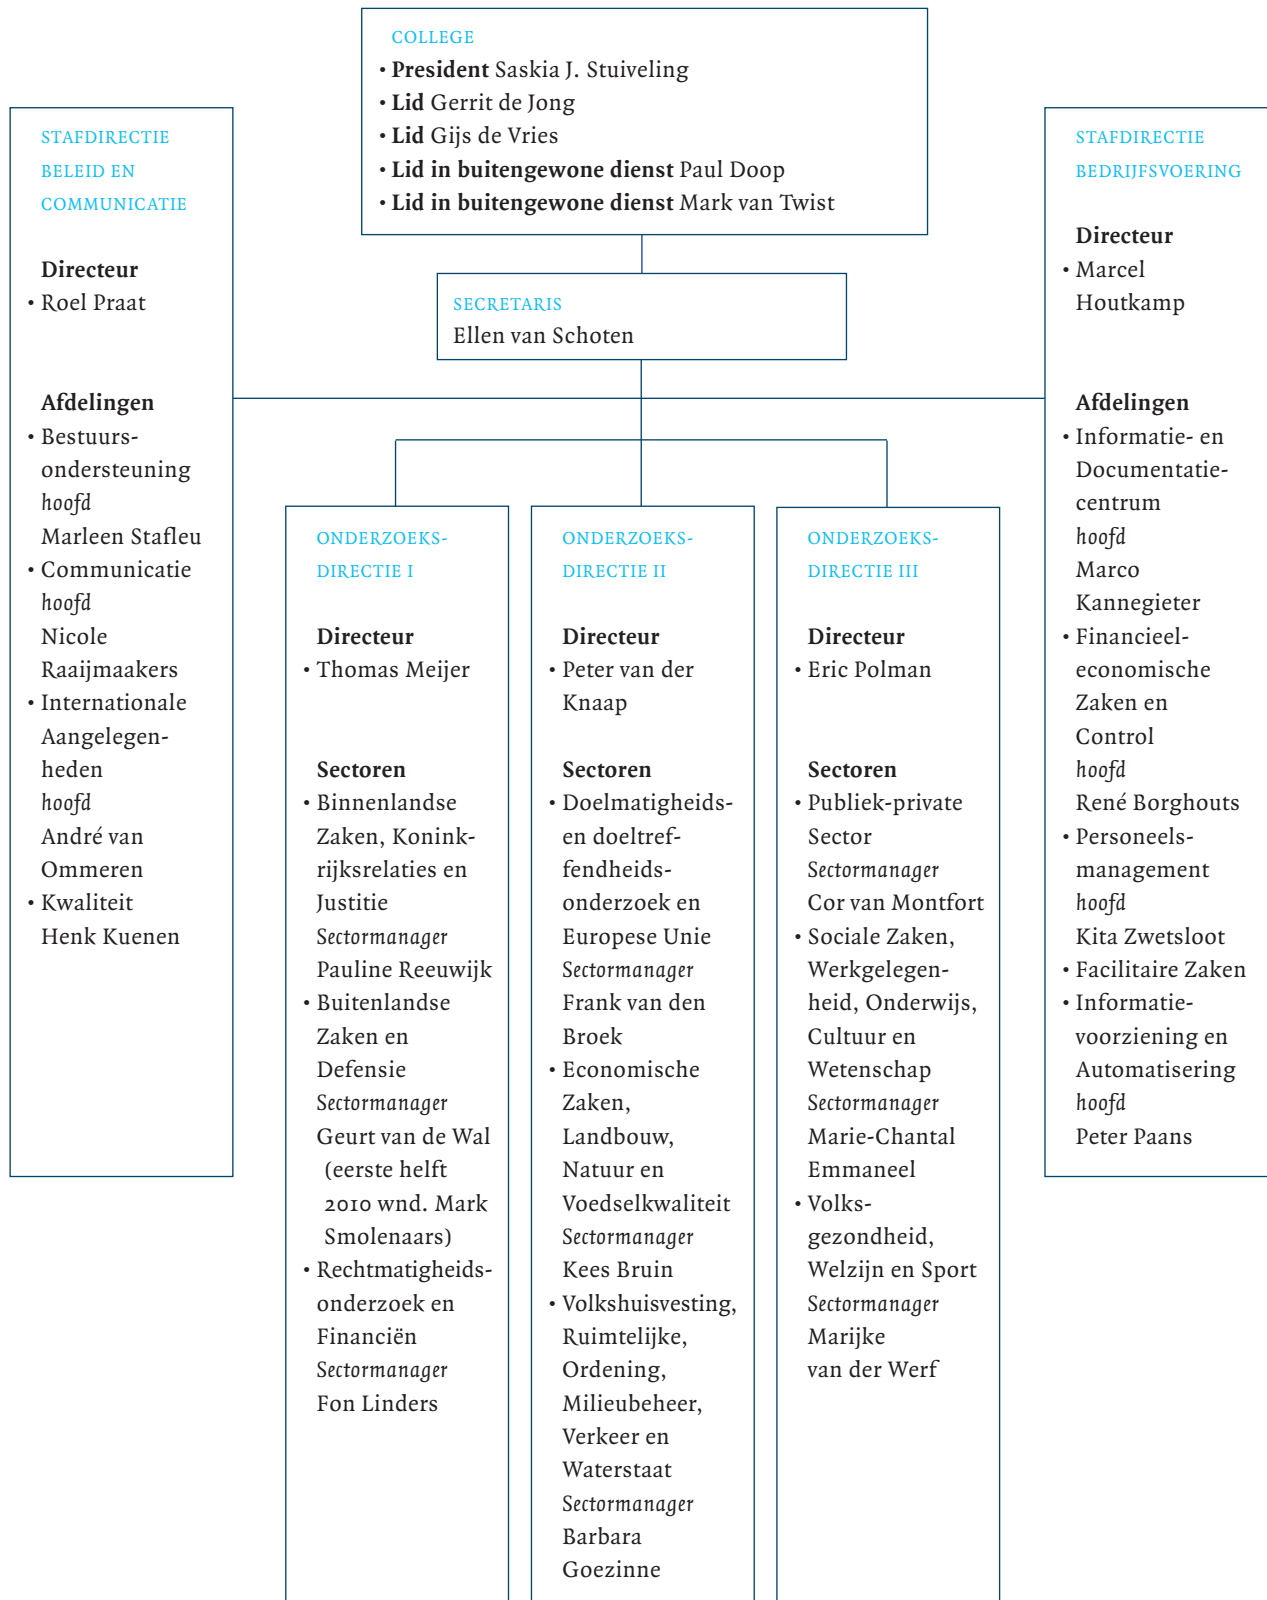 COLLEGE
• President Saskia J. Stuiveling
• Lid Gerrit de Jong
• Lid Gijs de Vries
• Lid in buitengewone dienst Paul Doop
• Lid in buitengewone dienst Mark van Twist
SECRETARIS
Ellen van Schoten
STAFDIRECTIE
BELEID EN
COMMUNICATIE
Directeur
• Roel Praat
Afdelingen
• Bestuurs-
ondersteuning
hoofd
Marleen Stafleu
• Communicatie
hoofd
Nicole
Raaijmaakers
• Internationale
Aangelegen-
heden
hoofd
André van
Ommeren
• Kwaliteit
Henk Kuenen
ONDERZOEKS-
DIRECTIE I
Directeur
• Thomas Meijer
Sectoren
• Binnenlandse
Zaken, Konink-
rijksrelaties en
Justitie
Sectormanager
Pauline Reeuwijk
• Buitenlandse
Zaken en
Defensie
Sectormanager
Geurt van de Wal
(eerste helft
2010 wnd. Mark
Smolenaars)
• Rechtmatigheids-
onderzoek en
Financiën
Sectormanager
Fon Linders
ONDERZOEKS-
DIRECTIE II
Directeur
• Peter van der
Knaap
Sectoren
• Doelmatigheids-
en doeltref-
fendheids-
onderzoek en
Europese Unie
Sectormanager
Frank van den
Broek
• Economische
Zaken,
Landbouw,
Natuur en
Voedselkwaliteit
Sectormanager
Kees Bruin
• Volkshuisvesting,
Ruimtelijke,
Ordening,
Milieubeheer,
Verkeer en
Waterstaat
Sectormanager
Barbara
Goezinne
ONDERZOEKS-
DIRECTIE III
Directeur
• Eric Polman
Sectoren
• Publiek-private
Sector
Sectormanager
Cor van Montfort
• Sociale Zaken,
Werkgelegen-
heid, Onderwijs,
Cultuur en
Wetenschap
Sectormanager
Marie-Chantal
Emmaneel
• Volks-
gezondheid,
Welzijn en Sport
Sectormanager
Marijke
van der Werf
STAFDIRECTIE
BEDRIJFSVOERING
Directeur
• Marcel
Houtkamp
Afdelingen
• Informatie- en
Documentatie-
centrum
hoofd
Marco
Kannegieter
• Financieel-
economische
Zaken en
Control
hoofd
René Borghouts
• Personeels-
management
hoofd
Kita Zwetsloot
• Facilitaire Zaken
• Informatie-
voorziening en
Automatisering
hoofd
Peter Paans